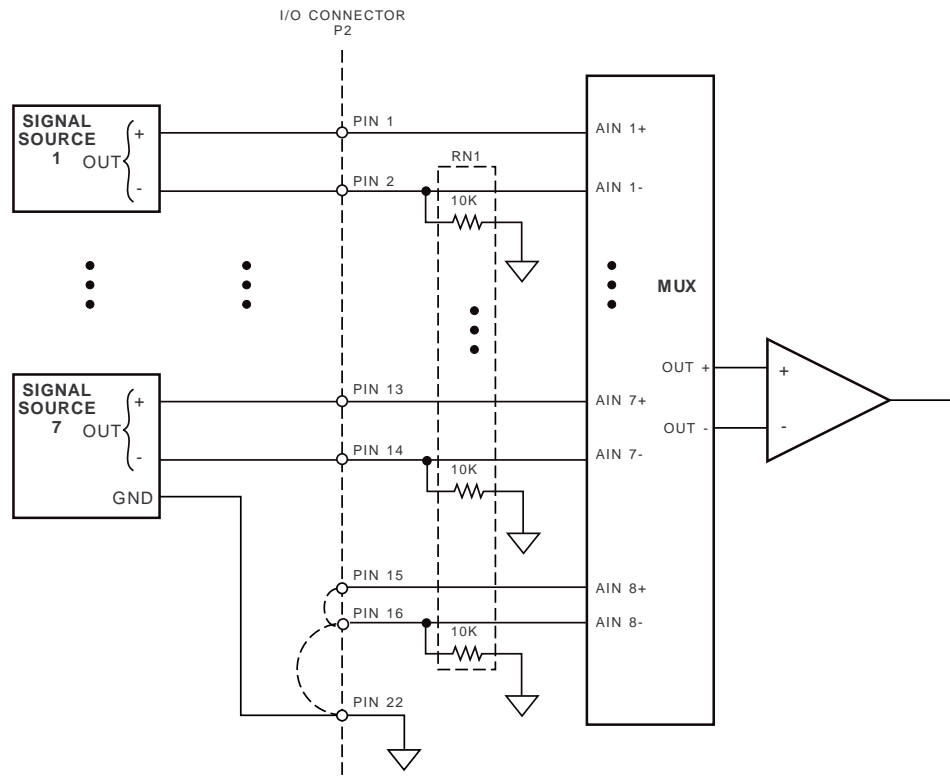 I/O CONNECTOR
P2
SIGNAL
SOURCE
1
OUT
+
-
PIN 1
PIN 2
RN1
10K
AIN 1+
AIN 1-
MUX
SIGNAL
SOURCE
7
OUT
+
-
GND
PIN 13
PIN 14
10K
AIN 7+
AIN 7-
OUT +
OUT -
+
-
PIN 15
PIN 16
10K
AIN 8+
AIN 8-
PIN 22